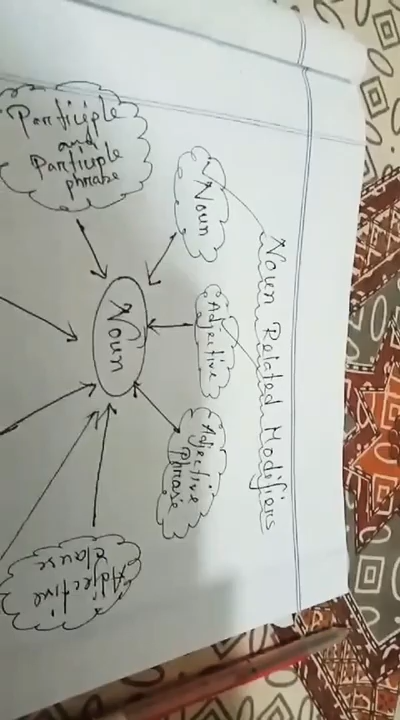 Noun Related Modifiers
Noun
Adjective
Adjective
Phrase
Participle
and
Participle
phrase
Noun
Adjective
clause